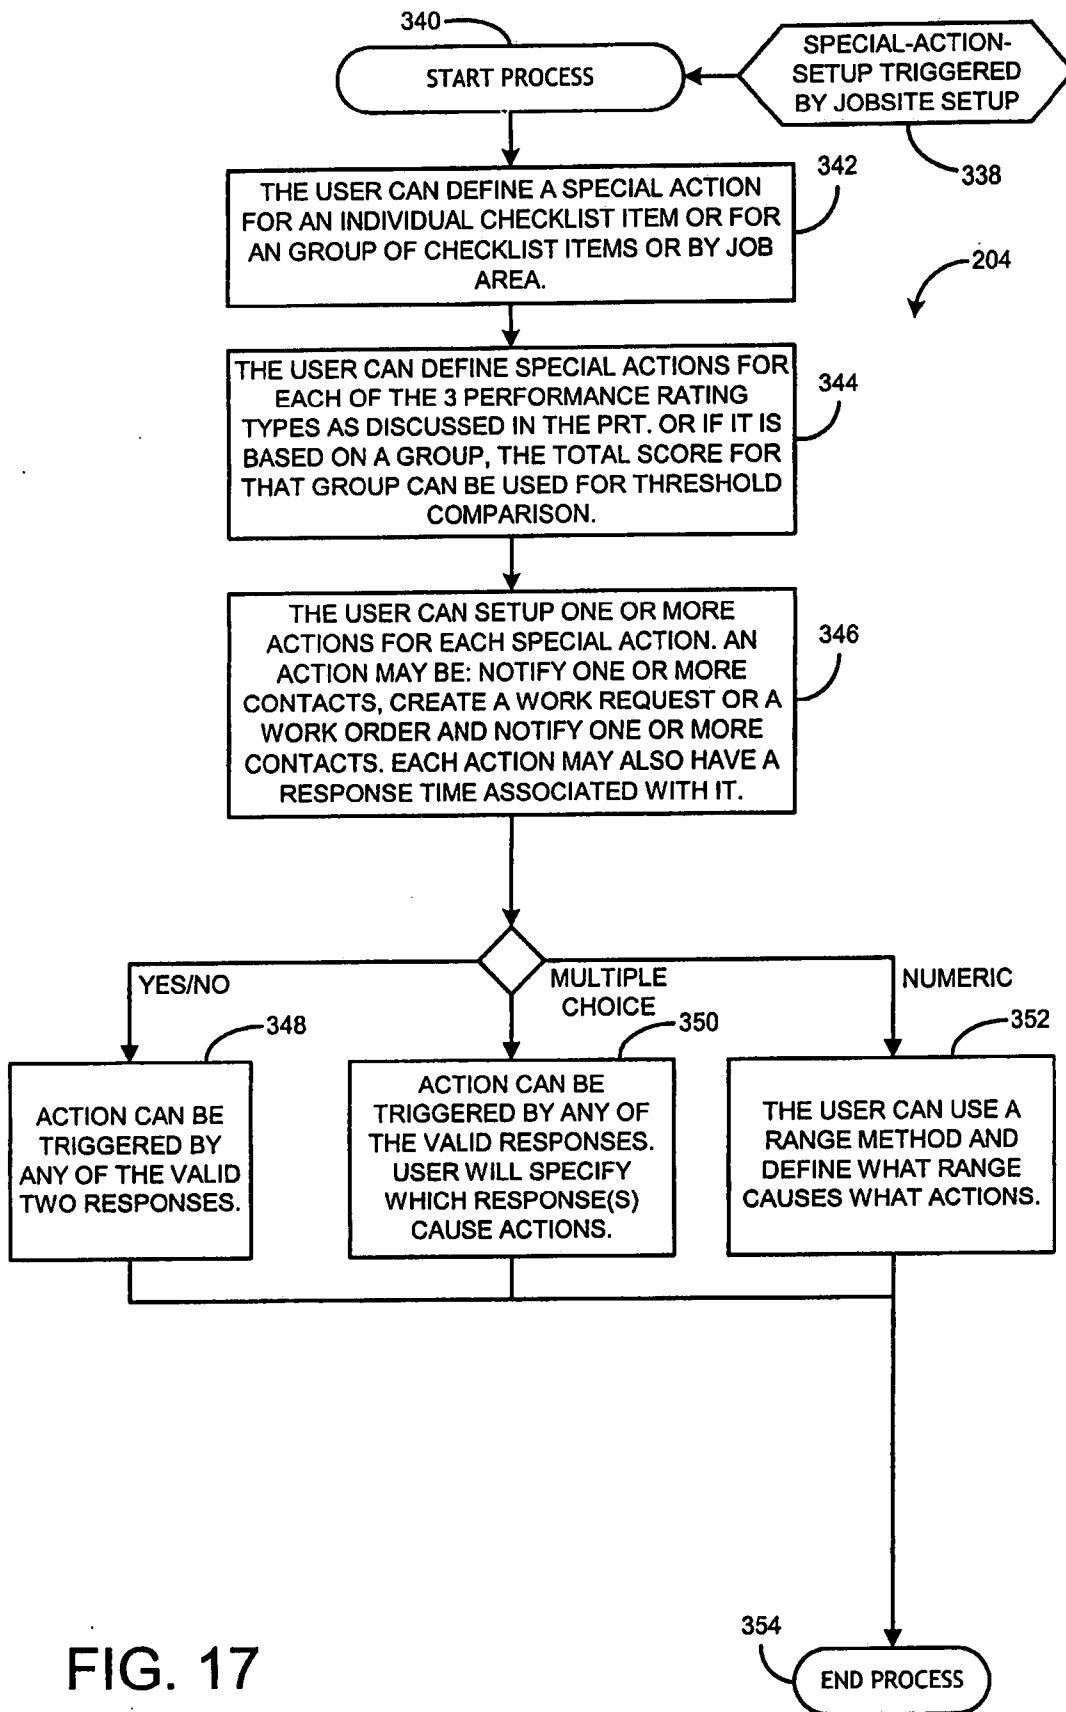 340
START PROCESS
SPECIAL-ACTION-
SETUP TRIGGERED
BY JOBSITE SETUP
338
342
THE USER CAN DEFINE A SPECIAL ACTION
FOR AN INDIVIDUAL CHECKLIST ITEM OR FOR
AN GROUP OF CHECKLIST ITEMS OR BY JOB
AREA.
204
344
THE USER CAN DEFINE SPECIAL ACTIONS FOR
EACH OF THE 3 PERFORMANCE RATING
TYPES AS DISCUSSED IN THE PRT. OR IF IT IS
BASED ON A GROUP, THE TOTAL SCORE FOR
THAT GROUP CAN BE USED FOR THRESHOLD
COMPARISON.
346
THE USER CAN SETUP ONE OR MORE
ACTIONS FOR EACH SPECIAL ACTION. AN
ACTION MAY BE: NOTIFY ONE OR MORE
CONTACTS, CREATE A WORK REQUEST OR A
WORK ORDER AND NOTIFY ONE OR MORE
CONTACTS. EACH ACTION MAY ALSO HAVE A
RESPONSE TIME ASSOCIATED WITH IT.
YES/NO
MULTIPLE
CHOICE
NUMERIC
348
ACTION CAN BE
TRIGGERED BY
ANY OF THE VALID
TWO RESPONSES.
350
ACTION CAN BE
TRIGGERED BY ANY OF
THE VALID RESPONSES.
USER WILL SPECIFY
WHICH RESPONSE(S)
CAUSE ACTIONS.
352
THE USER CAN USE A
RANGE METHOD AND
DEFINE WHAT RANGE
CAUSES WHAT ACTIONS.
354
END PROCESS
FIG. 17